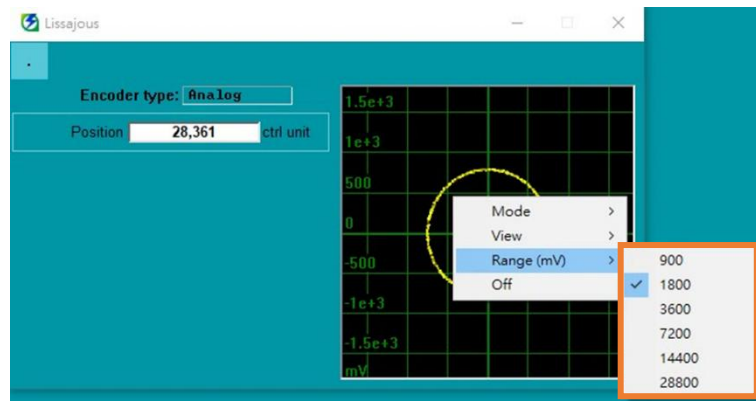 Lissajous
.
Encoder type: Analog
Position 28,361 ctrl unit
1.5e+3
1e+3
500
0
-500
-1e+3
-1.5e+3
mV
Mode
View
Range (mV)
Off
900
1800
3600
7200
14400
28800